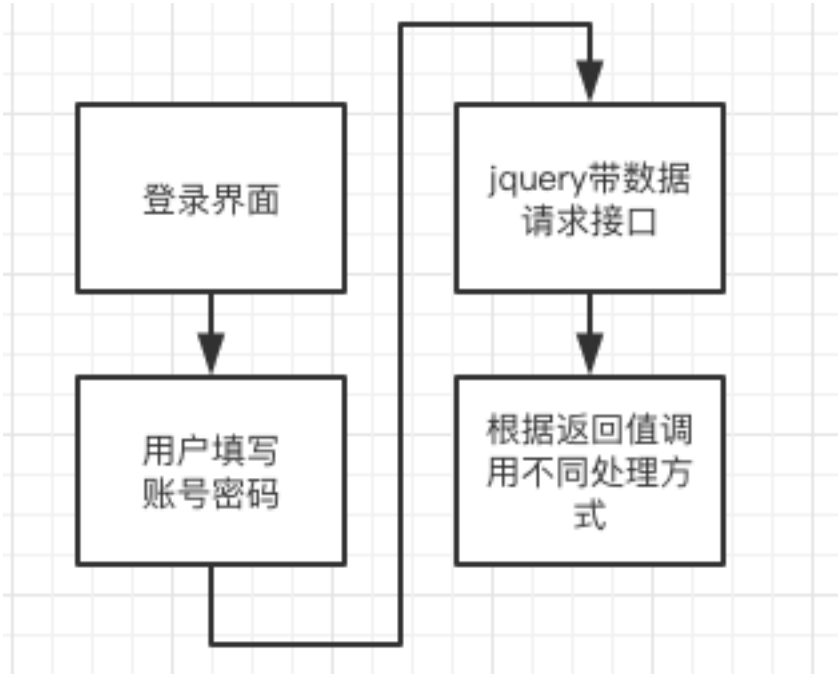 登录界面
用户填写
账号密码
jquery带数据
请求接口
根据返回值调
用不同处理方
式